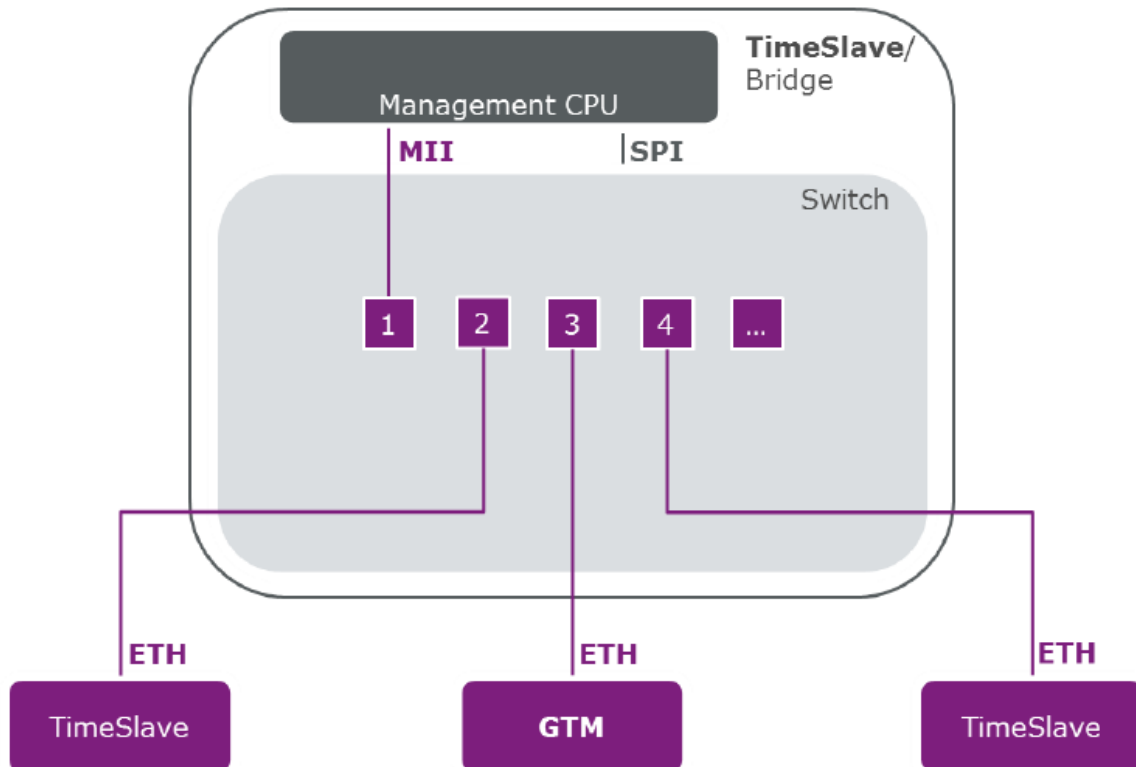 TimeSlave/
Bridge
Management CPU
MII
SPI
Switch
1
2
3
4
...
ETH
ETH
ETH
TimeSlave
GTM
TimeSlave